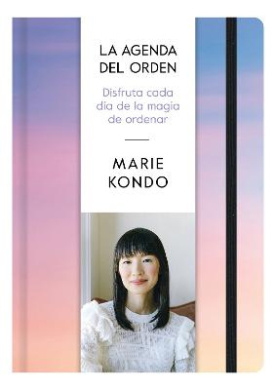 LA AGENDA
DEL ORDEN
Disfruta cada
día de la magia
de ordenar
MARIE
KONDO